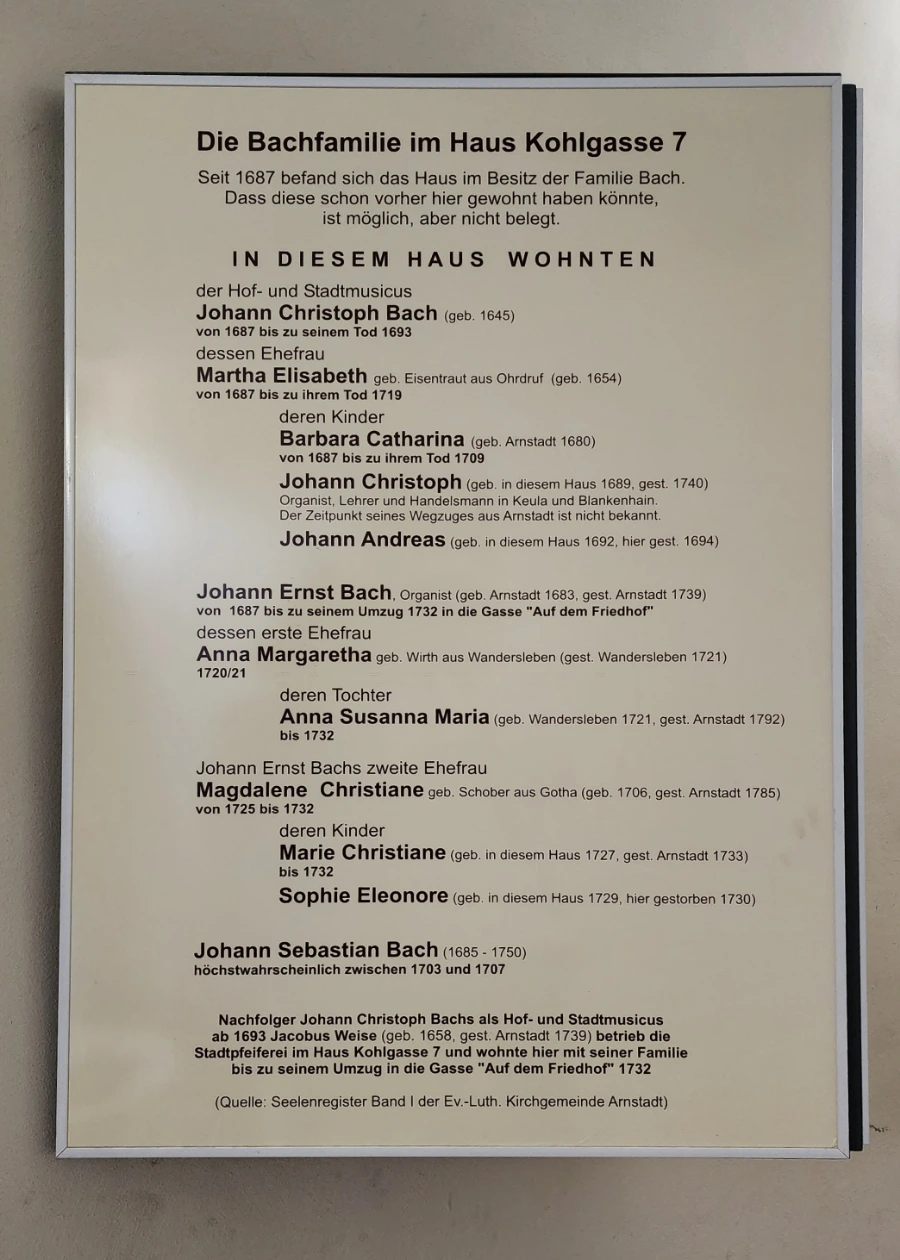 Die Bachfamilie im Haus Kohlgasse 7
Seit 1687 befand sich das Haus im Besitz der Familie Bach.
Dass diese schon vorher hier gewohnt haben könnte,
ist möglich, aber nicht belegt.
IN DIESEM HAUS WOHNTEN
der Hof- und Stadtmusicus
Johann Christoph Bach (geb. 1645)
von 1687 bis zu seinem Tod 1693
dessen Ehefrau
Martha Elisabeth geb. Eisentraut aus Ohrdruf (geb. 1654)
von 1687 bis zu ihrem Tod 1719
deren Kinder
Barbara Catharina (geb. Arnstadt 1680)
von 1687 bis zu ihrem Tod 1709
Johann Christoph (geb. in diesem Haus 1689, gest. 1740)
Organist, Lehrer und Handelsmann in Keula und Blankenhain.
Der Zeitpunkt seines Wegzuges aus Arnstadt ist nicht bekannt.
Johann Andreas (geb. in diesem Haus 1692, hier gest. 1694)
Johann Ernst Bach, Organist (geb. Arnstadt 1683, gest. Arnstadt 1739)
von 1687 bis zu seinem Umzug 1732 in die Gasse "Auf dem Friedhof"
dessen erste Ehefrau
Anna Margaretha geb. Wirth aus Wandersleben (gest. Wandersleben 1721)
1720/21
deren Tochter
Anna Susanna Maria (geb. Wandersleben 1721, gest. Arnstadt 1792)
bis 1732
Johann Ernst Bachs zweite Ehefrau
Magdalene Christiane geb. Schober aus Gotha (geb. 1706, gest. Arnstadt 1785)
von 1725 bis 1732
deren Kinder
Marie Christiane (geb. in diesem Haus 1727, gest. Arnstadt 1733)
bis 1732
Sophie Eleonore (geb. in diesem Haus 1729, hier gestorben 1730)
Johann Sebastian Bach (1685 - 1750)
höchstwahrscheinlich zwischen 1703 und 1707
Nachfolger Johann Christoph Bachs als Hof- und Stadtmusicus
ab 1693 Jacobus Weise (geb. 1658, gest. Arnstadt 1739) betrieb die
Stadtpfeiferei im Haus Kohlgasse 7 und wohnte hier mit seiner Familie
bis zu seinem Umzug in die Gasse "Auf dem Friedhof" 1732
(Quelle: Seelenregister Band I der Ev.-Luth. Kirchgemeinde Arnstadt)